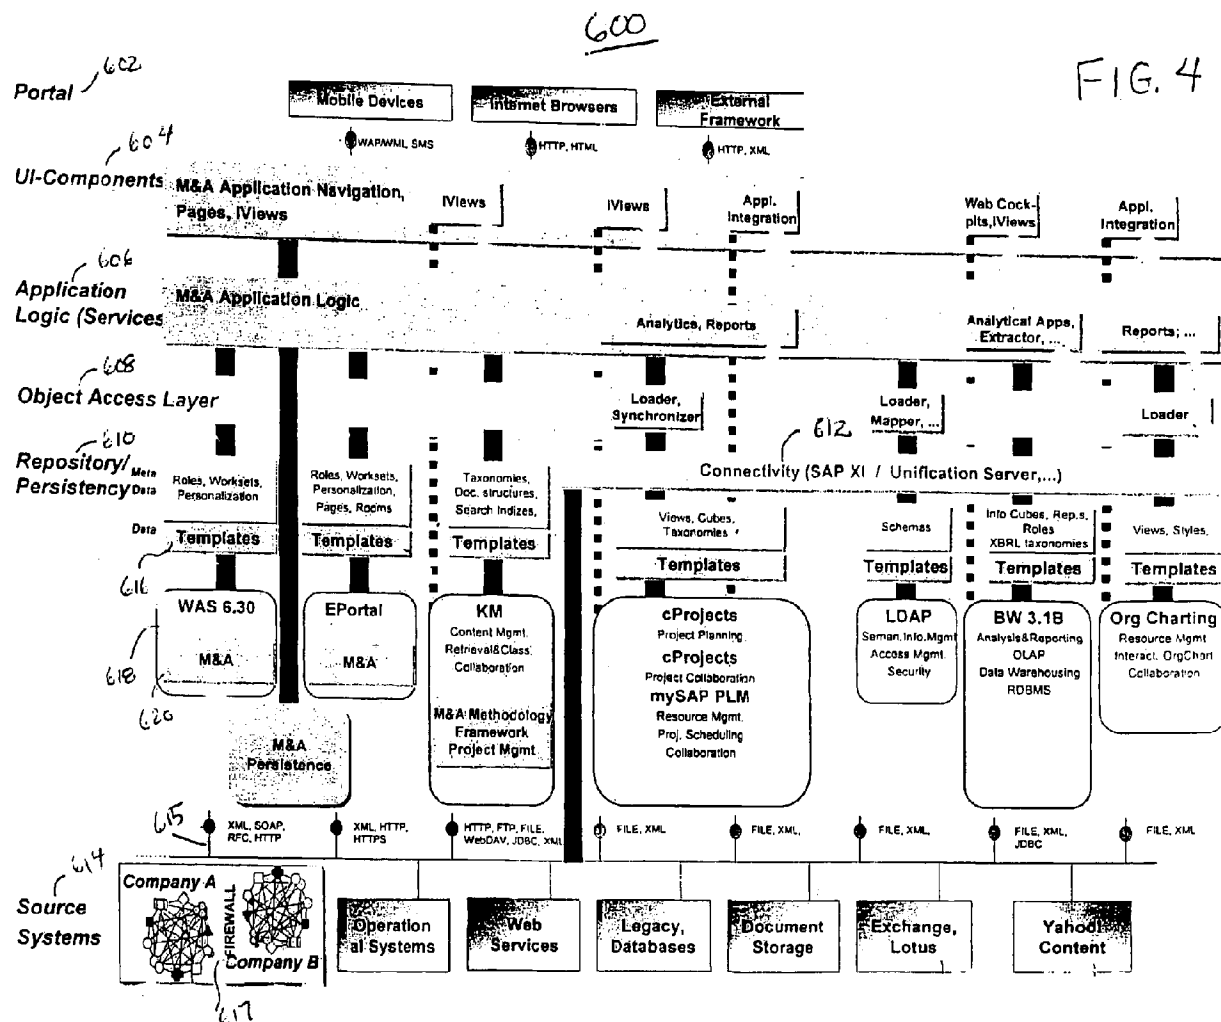 600
FIG. 4
Portal
602
Mobile Devices
Internet Browsers
External
Framework
WAP/WML, SMS
HTTP, HTML
HTTP, XML
604
UI-Components
M&A Application Navigation,
Pages, IViews
IViews
IViews
Appl.
Integration
Web Cock-
pits,IViews
Appl.
Integration
606
Application
Logic (Services
M&A Application Logic
Analytics, Reports
Analytical Apps,
Extractor, ...
Reports; ...
608
Object Access Layer
Loader,
Synchronizer
Loader,
Mapper, ...
Loader
612
610
Repository/
Persistency
Meta
Data
Roles, Worksets,
Personalization
Roles, Worksets,
Personalization,
Pages, Rooms
Taxonomies,
Doc. structures,
Search Indizes,
Connectivity (SAP XI / Unification Server,...)
Views, Cubes,
Taxonomies
Schemas
Info Cubes, Rep.s,
Roles
XBRL taxonomies
Views, Styles,
Data
Templates
Templates
Templates
Templates
Templates
Templates
Templates
616
WAS 6.30
M&A
618
620
EPortal
M&A
KM
Content Mgmt.
Retrieval&Class.
Collaboration
M&A Methodology
Framework
Project Mgmt.
cProjects
Project Planning.
cProjects
Project Collaboration
mySAP PLM
Resource Mgmt.
Proj. Scheduling
Collaboration
LDAP
Seman.Info.Mgmt
Access Mgmt.
Security
BW 3.1B
Analysis&Reporting
OLAP
Data Warehousing
RDBMS
Org Charting
Resource Mgmt
Interact. OrgChart
Collaboration
M&A
Persistence
615
XML, SOAP,
RFC, HTTP
XML, HTTP,
HTTPS
HTTP, FTP, FILE,
WebDAV, JDBC, XML
FILE, XML,
FILE, XML,
FILE, XML,
FILE, XML,
JDBC
FILE, XML
614
Source
Systems
Company A
FIREWALL
Company B
617
Operation
al Systems
Web
Services
Legacy,
Databases
Document
Storage
Exchange,
Lotus
Yahoo!
Content